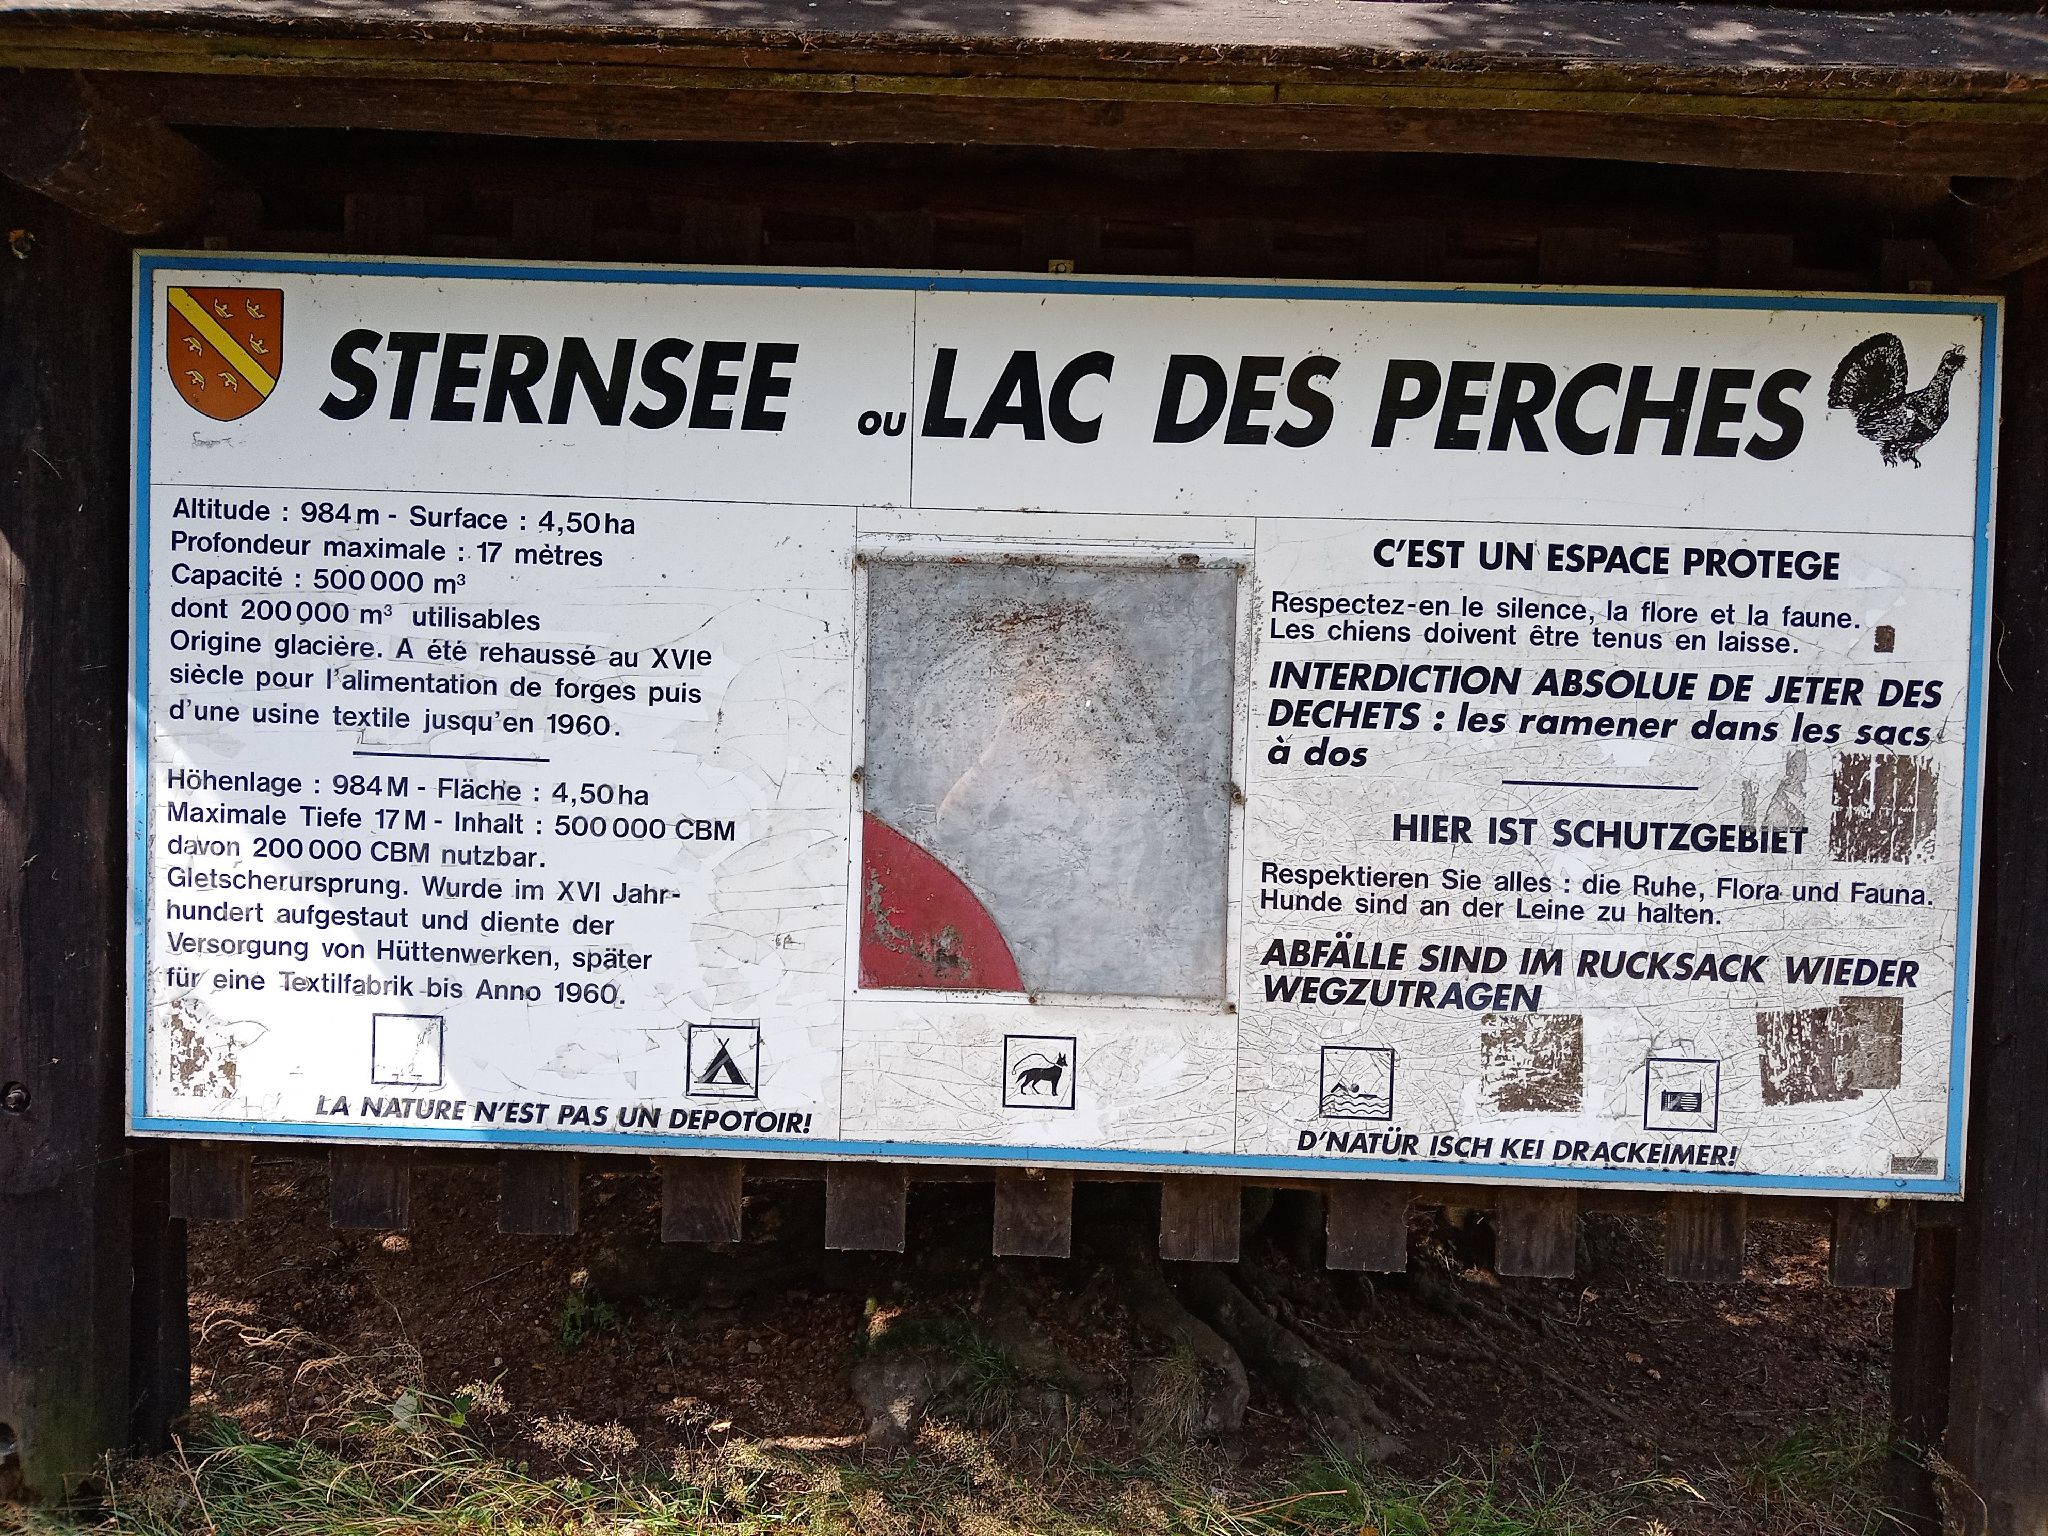 STERNSEE OU LAC DES PERCHES
Altitude : 984 m - Surface : 4,50 ha
Profondeur maximale : 17 mètres
Capacité : 500 000 m³
dont 200 000 m³ utilisables
Origine glacière. A été rehaussé au XVIe
siècle pour l'alimentation de forges puis
d'une usine textile jusqu'en 1960.
Höhenlage : 984 M - Fläche : 4,50 ha
Maximale Tiefe 17 M - Inhalt : 500 000 CBM
davon 200 000 CBM nutzbar.
Gletscherursprung. Wurde im XVI Jahr-
hundert aufgestaut und diente der
Versorgung von Hüttenwerken, später
für eine Textilfabrik bis Anno 1960.
LA NATURE N'EST PAS UN DEPOTOIR!
C'EST UN ESPACE PROTEGE
Respectez-en le silence, la flore et la faune.
Les chiens doivent être tenus en laisse.
INTERDICTION ABSOLUE DE JETER DES
DECHETS : les ramener dans les sacs
à dos
HIER IST SCHUTZGEBIET
Respektieren Sie alles : die Ruhe, Flora und Fauna.
Hunde sind an der Leine zu halten.
ABFÄLLE SIND IM RUCKSACK WIEDER
WEGZUTRAGEN
D'NATÜR ISCH KEI DRACKEIMER!